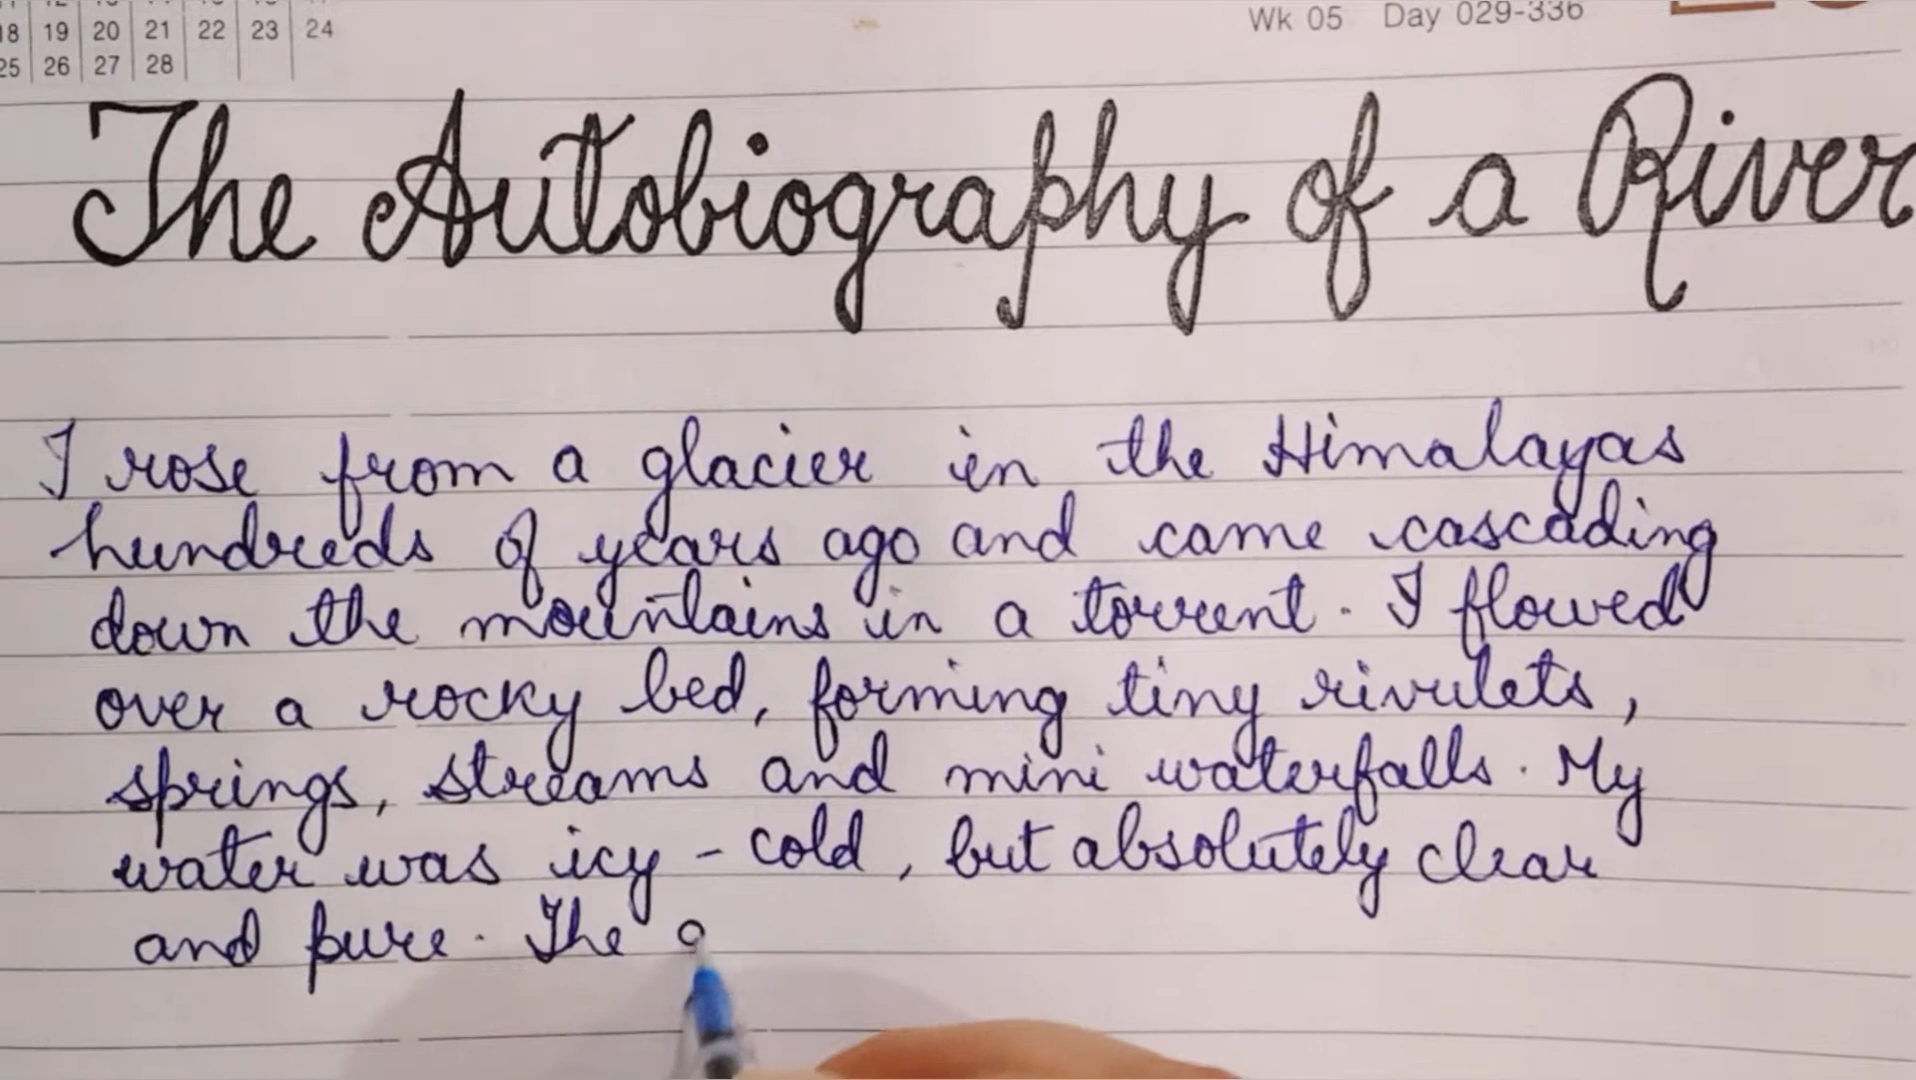 18 19 20 21 22 23 24
25 26 27 28
Wk 05 Day 029-336
The Autobiography of a River
I rose from a glacier in the Himalayas
hundreds of years ago and came cascading
down the mountains in a torrent. I flowed
over a rocky bed, forming tiny rivulets,
springs, streams and mini waterfalls. My
water was icy-cold, but absolutely clear
and pure. The